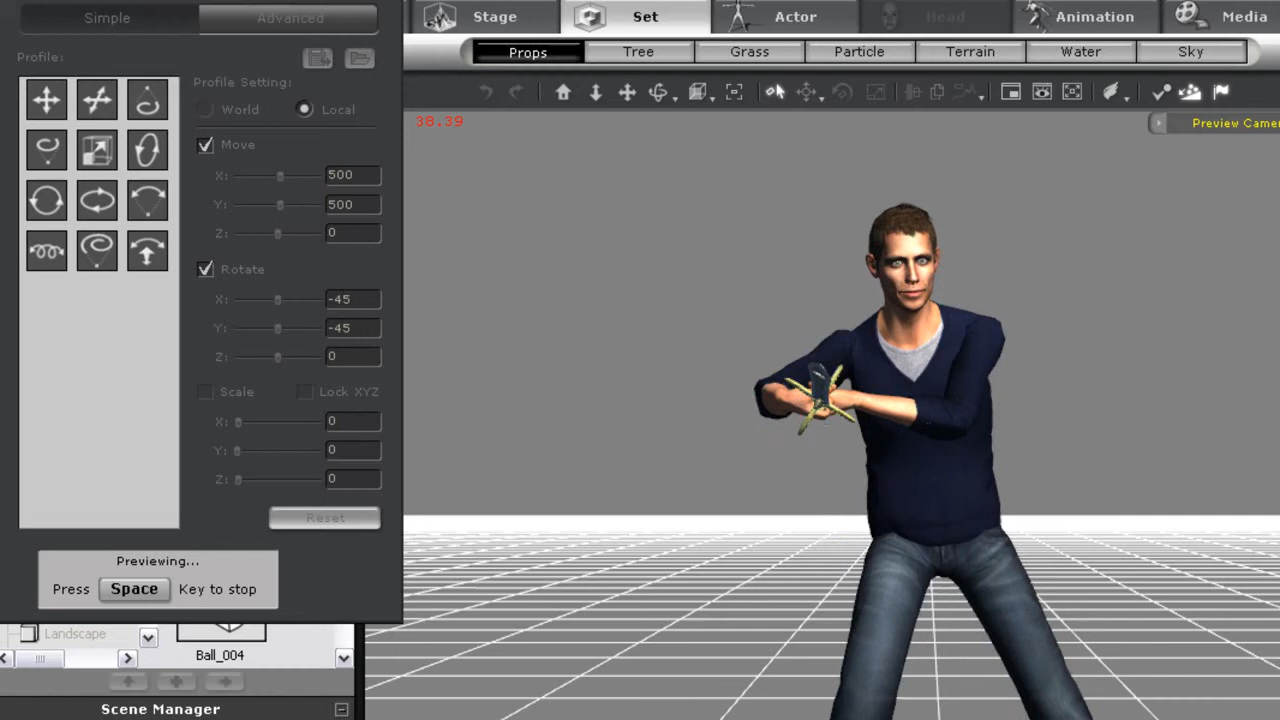 Simple Advanced
Stage Set Actor Head Animation Media
Props Tree Grass Particle Terrain Water Sky
Profile:
Profile Setting:
World Local
38.39
Preview Camer
Move
X: 500
Y: 500
Z: 0
Rotate
X: -45
Y: -45
Z: 0
Scale Lock XYZ
X: 0
Y: 0
Z: 0
Reset
Previewing...
Press Space Key to stop
Landscape
Ball_004
Scene Manager